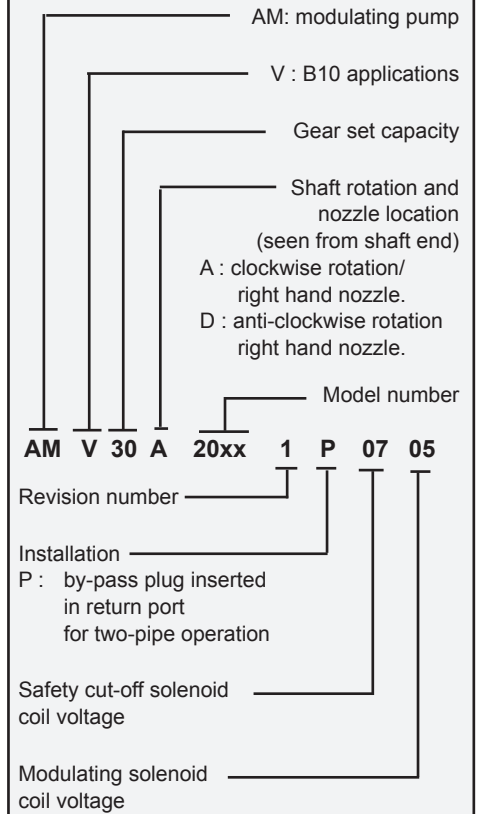 AM: modulating pump
V : B10 applications
Gear set capacity
Shaft rotation and
nozzle location
(seen from shaft end)
A : clockwise rotation/
right hand nozzle.
D : anti-clockwise rotation
right hand nozzle.
Model number
AM V 30 A 20xx 1 P 07 05
Revision number
Installation
P : by-pass plug inserted
in return port
for two-pipe operation
Safety cut-off solenoid
coil voltage
Modulating solenoid
coil voltage